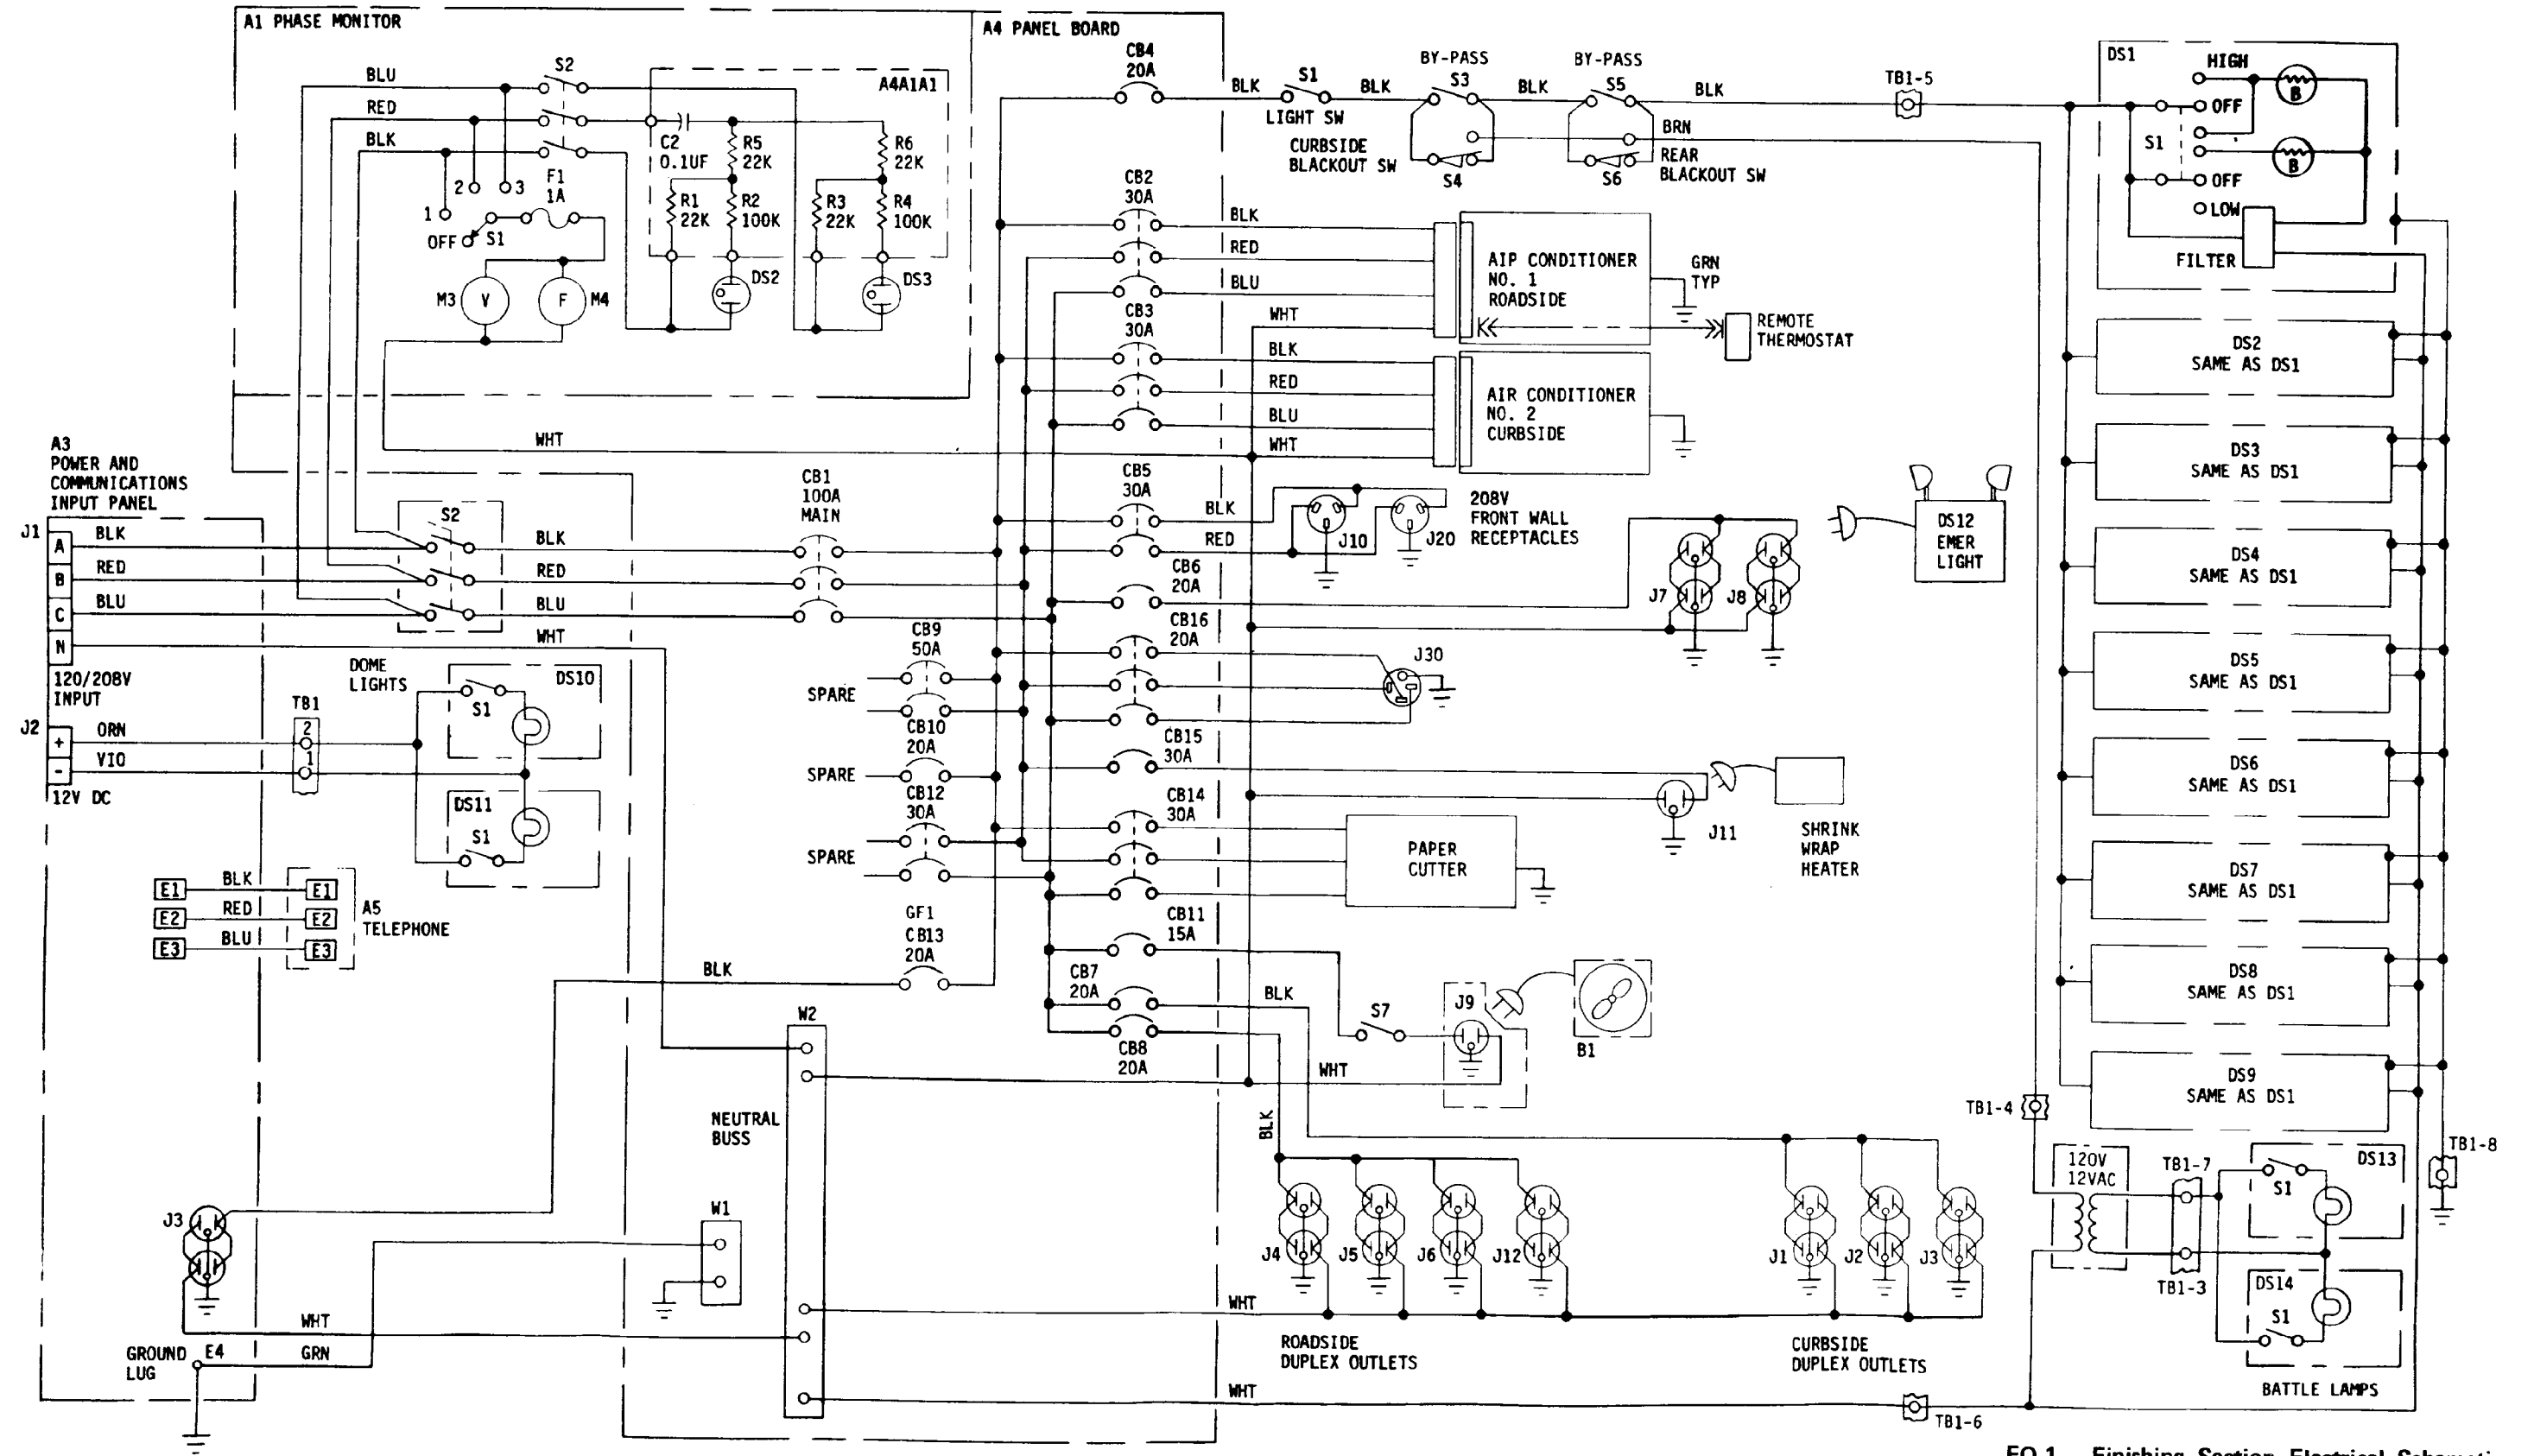 A1 PHASE MONITOR
A4 PANEL BOARD
S2
BLU
RED
BLK
A4A1A1
C2
0.1UF
R5
22K
R6
22K
R1
22K
R2
100K
R3
22K
R4
100K
2
3
1
F1
1A
OFF
S1
M3
V
F
M4
DS2
DS3
WHT
CB4
20A
BLK
S1
LIGHT SW
BLK
BY-PASS
S3
BLK
BY-PASS
S5
BLK
TB1-5
CURBSIDE
BLACKOUT SW
S4
S6
BRN
REAR
BLACKOUT SW
CB2
30A
BLK
RED
BLU
WHT
AIP CONDITIONER
NO. 1
ROADSIDE
GRN
TYP
REMOTE
THERMOSTAT
CB3
30A
BLK
RED
BLU
WHT
AIR CONDITIONER
NO. 2
CURBSIDE
DS1
HIGH
B
OFF
S1
B
OFF
LOW
FILTER
DS2
SAME AS DS1
DS3
SAME AS DS1
DS4
SAME AS DS1
DS5
SAME AS DS1
DS6
SAME AS DS1
DS7
SAME AS DS1
DS8
SAME AS DS1
DS9
SAME AS DS1
A3
POWER AND
COMMUNICATIONS
INPUT PANEL
J1
A
BLK
B
RED
C
BLU
N
120/208V
INPUT
J2
+
ORN
-
VIO
12V DC
S2
BLK
RED
BLU
WHT
CB1
100A
MAIN
TB1
2
1
DOME
LIGHTS
DS10
S1
DS11
S1
E1
BLK
E1
E2
RED
E2
E3
BLU
E3
A5
TELEPHONE
CB9
50A
SPARE
CB10
20A
SPARE
CB12
30A
SPARE
GF1
CB13
20A
BLK
CB5
30A
BLK
RED
J10
J20
208V
FRONT WALL
RECEPTACLES
CB6
20A
J7
J8
DS12
EMER
LIGHT
CB16
20A
J30
CB15
30A
J11
SHRINK
WRAP
HEATER
CB14
30A
PAPER
CUTTER
CB11
15A
CB7
20A
BLK
CB8
20A
S7
J9
B1
WHT
W2
NEUTRAL
BUSS
W1
BLK
J3
WHT
GROUND
LUG
E4
GRN
J4
J5
J6
J12
WHT
ROADSIDE
DUPLEX OUTLETS
J1
J2
J3
CURBSIDE
DUPLEX OUTLETS
WHT
TB1-6
TB1-4
120V
12VAC
TB1-7
TB1-3
DS13
S1
DS14
S1
BATTLE LAMPS
TB1-8
FO-1. Finishing Section Electrical Schematic